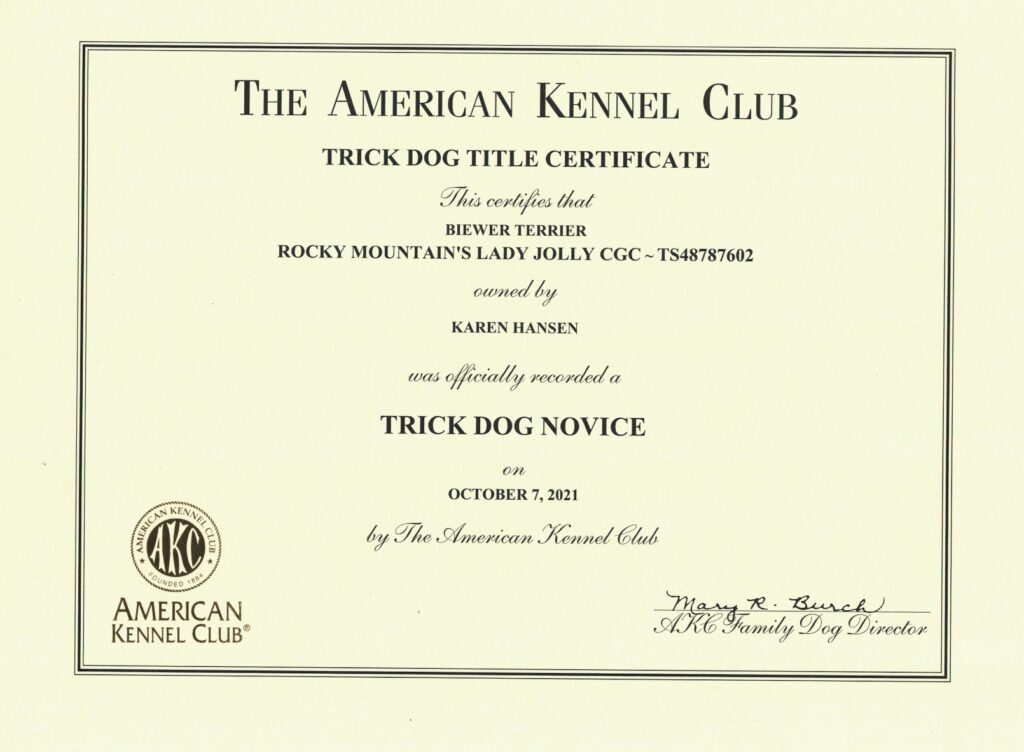 THE AMERICAN KENNEL CLUB
TRICK DOG TITLE CERTIFICATE
This certifies that
BIEWER TERRIER
ROCKY MOUNTAIN'S LADY JOLLY CGC ~ TS48787602
owned by
KAREN HANSEN
was officially recorded a
TRICK DOG NOVICE
on
OCTOBER 7, 2021
by The American Kennel Club
AMERICAN KENNEL CLUB
AKC
FOUNDED 1884
AMERICAN
KENNEL CLUB®
Mary R. Burch
AKC Family Dog Director